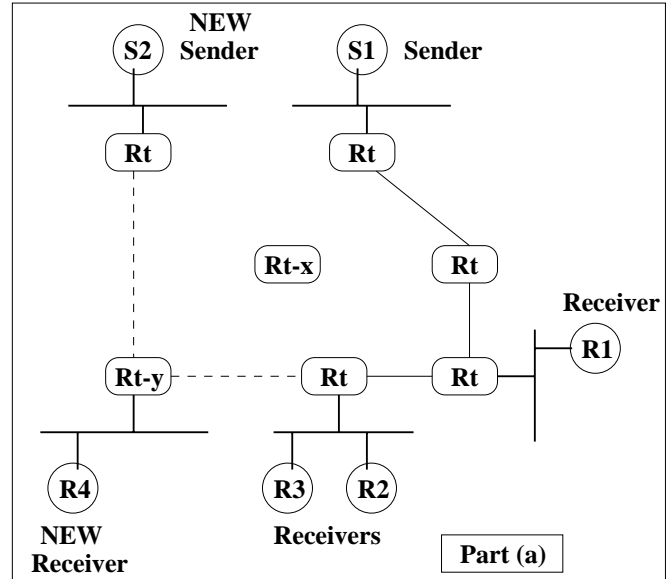 NEW
Sender
S2
S1
Sender
Rt
Rt
Rt-x
Rt
Receiver
R1
Rt-y
Rt
Rt
R4
R3
R2
NEW
Receiver
Receivers
Part (a)